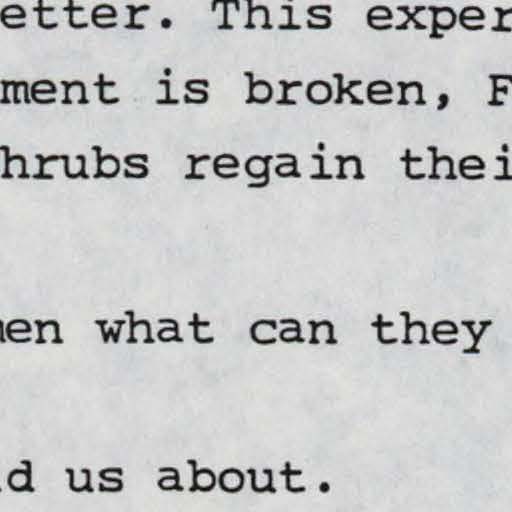 etter. This exper
ment is broken, F
hrubs regain thei
en what can they
d us about.